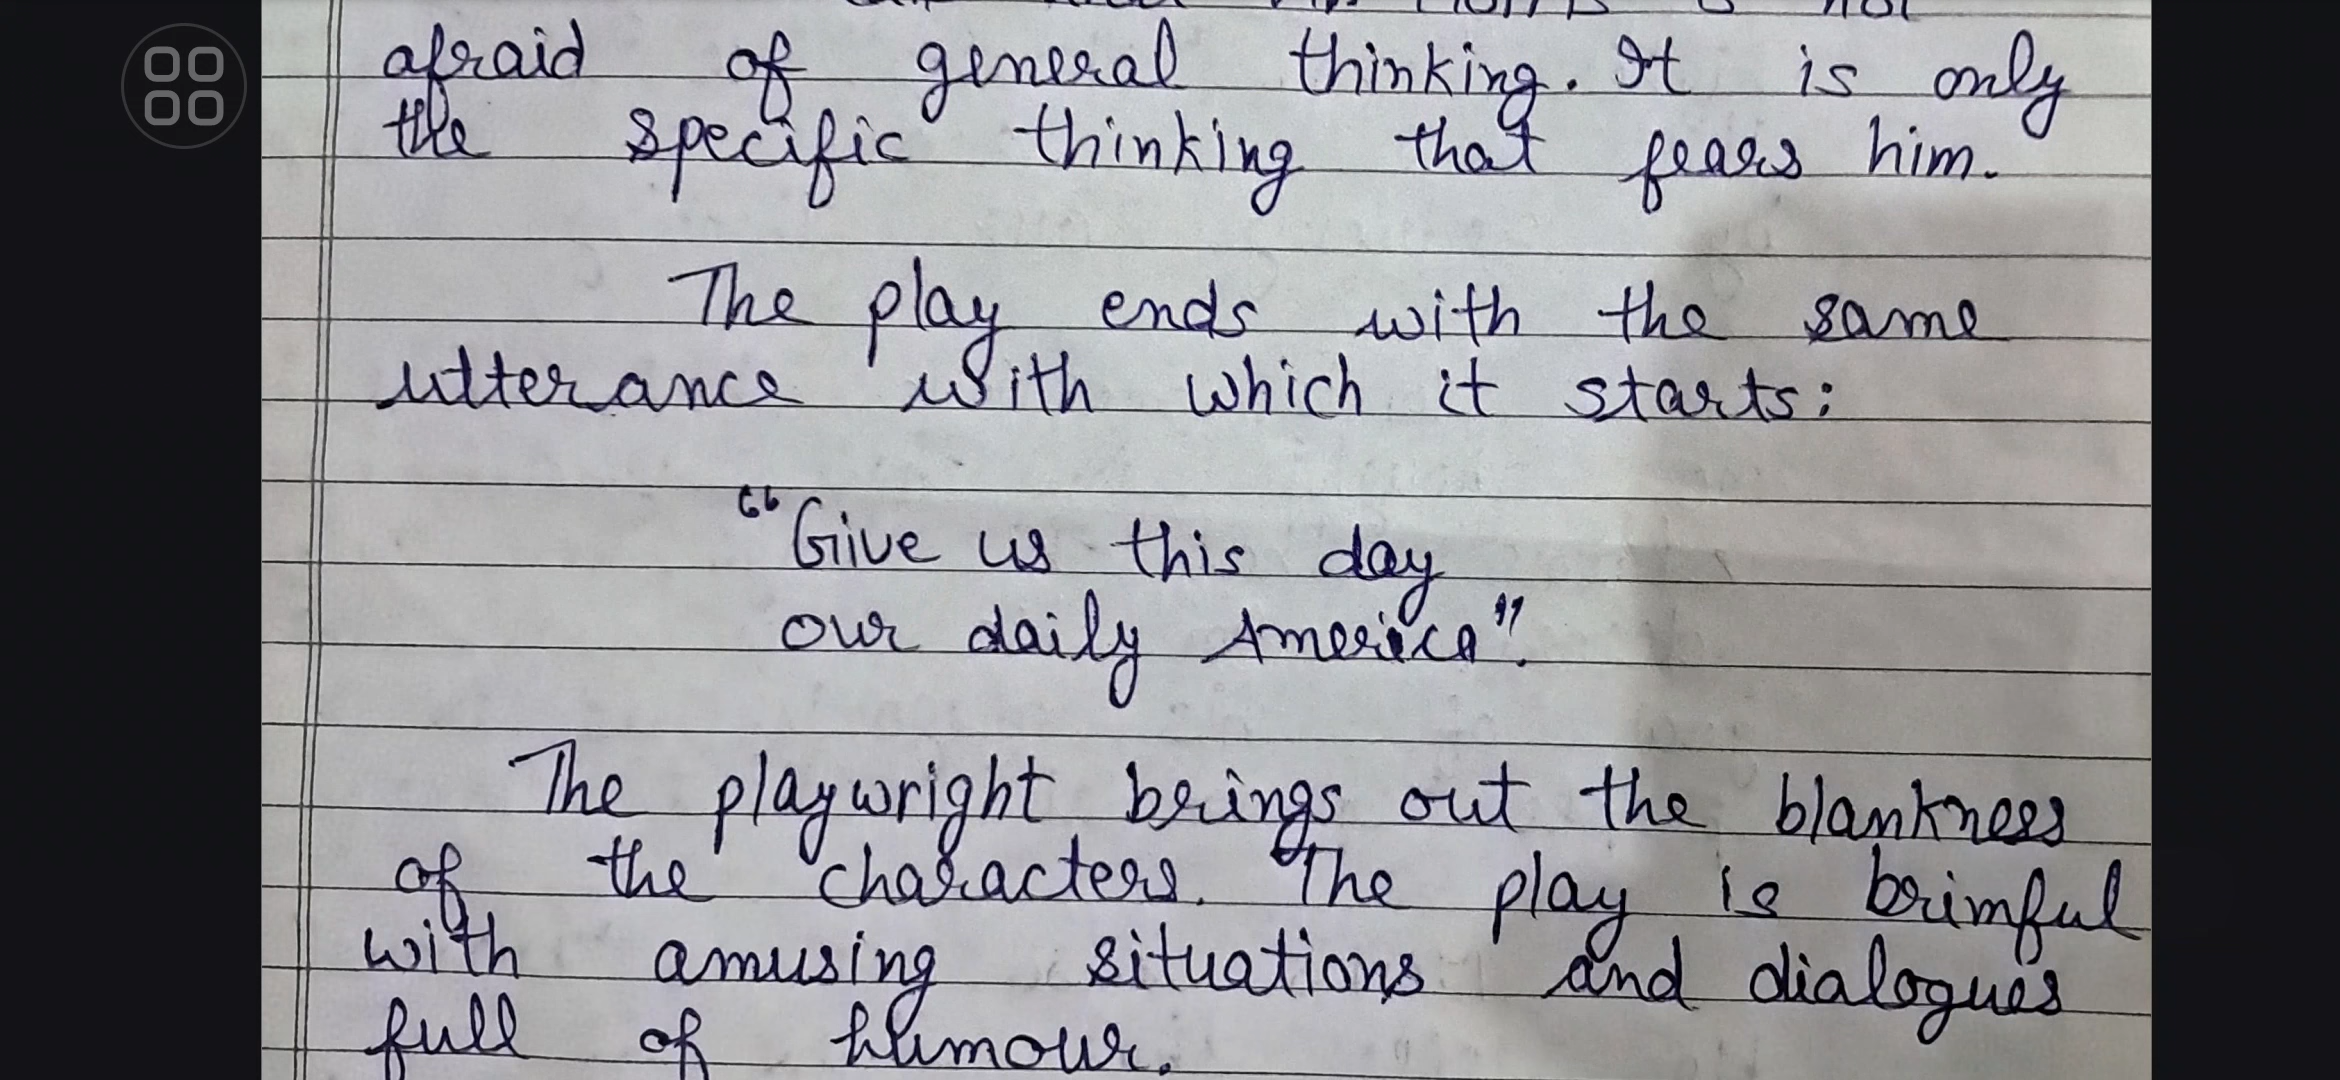 afraid of general thinking. It is only
the specific thinking that fears him.
The play ends with the same
utterance with which it starts:
“Give us this day
our daily America”.
The playwright brings out the blankness
of the characters. The play is brimful
with amusing situations and dialogues
full of humour.